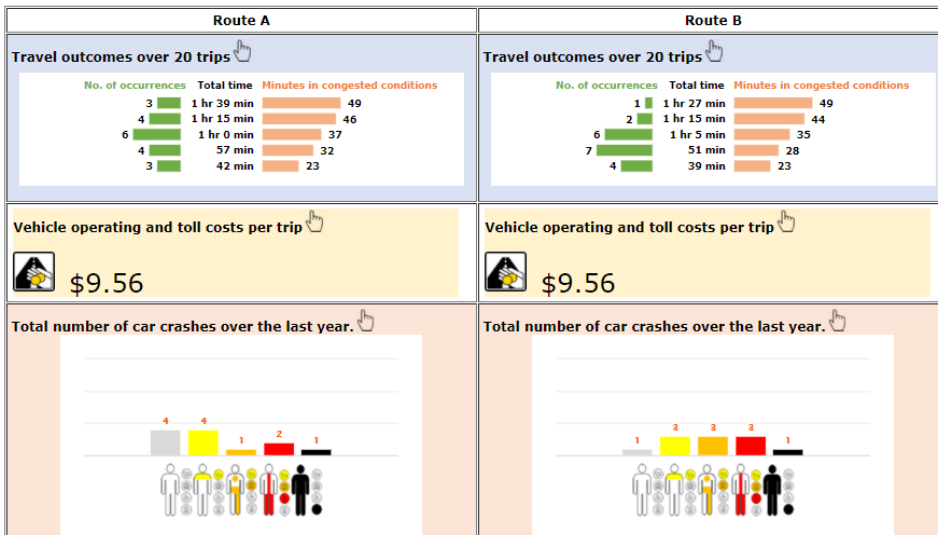 Route A
Route B
Travel outcomes over 20 trips
No. of occurrences Total time Minutes in congested conditions
3 1 hr 39 min 49
4 1 hr 15 min 46
6 1 hr 0 min 37
4 57 min 32
3 42 min 23
Travel outcomes over 20 trips
No. of occurrences Total time Minutes in congested conditions
1 1 hr 27 min 49
2 1 hr 15 min 44
6 1 hr 5 min 35
7 51 min 28
4 39 min 23
Vehicle operating and toll costs per trip
$9.56
Vehicle operating and toll costs per trip
$9.56
Total number of car crashes over the last year.
4 4 1 2 1
Total number of car crashes over the last year.
1 3 3 3 1